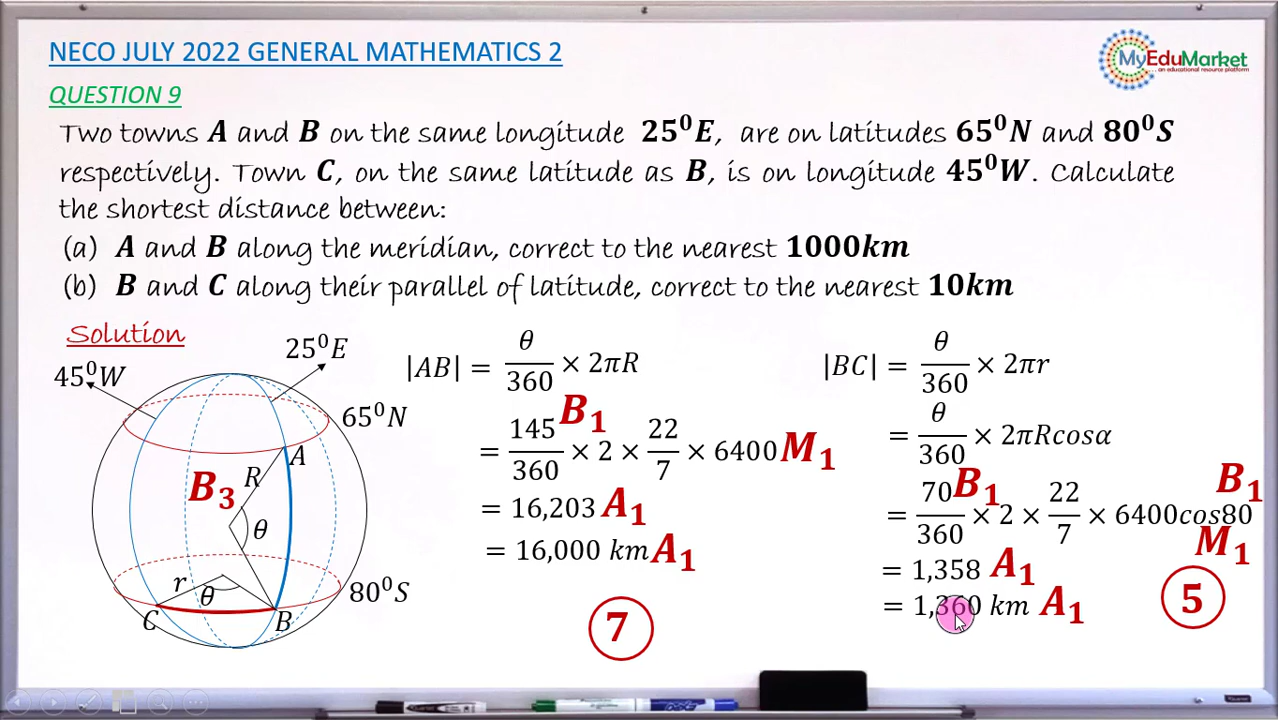 NECO JULY 2022 GENERAL MATHEMATICS 2
MyEduMarket
... an educational resource platform
QUESTION 9
Two towns A and B on the same longitude 25⁰E, are on latitudes 65⁰N and 80⁰S
respectively. Town C, on the same latitude as B, is on longitude 45⁰W. Calculate
the shortest distance between:
(a) A and B along the meridian, correct to the nearest 1000km
(b) B and C along their parallel of latitude, correct to the nearest 10km
Solution
25⁰E
45⁰W
65⁰N
A
R
B₃
θ
80⁰S
r
θ
C
B
|AB| = θ/360 × 2πR
= 145/360 × 2 × 22/7 × 6400 B₁ M₁
= 16,203 A₁
= 16,000 km A₁
7
|BC| = θ/360 × 2πr
= θ/360 × 2πRcosα
= 70/360 × 2 × 22/7 × 6400cos80 B₁ B₁ M₁
= 1,358 A₁
= 1,360 km A₁
5